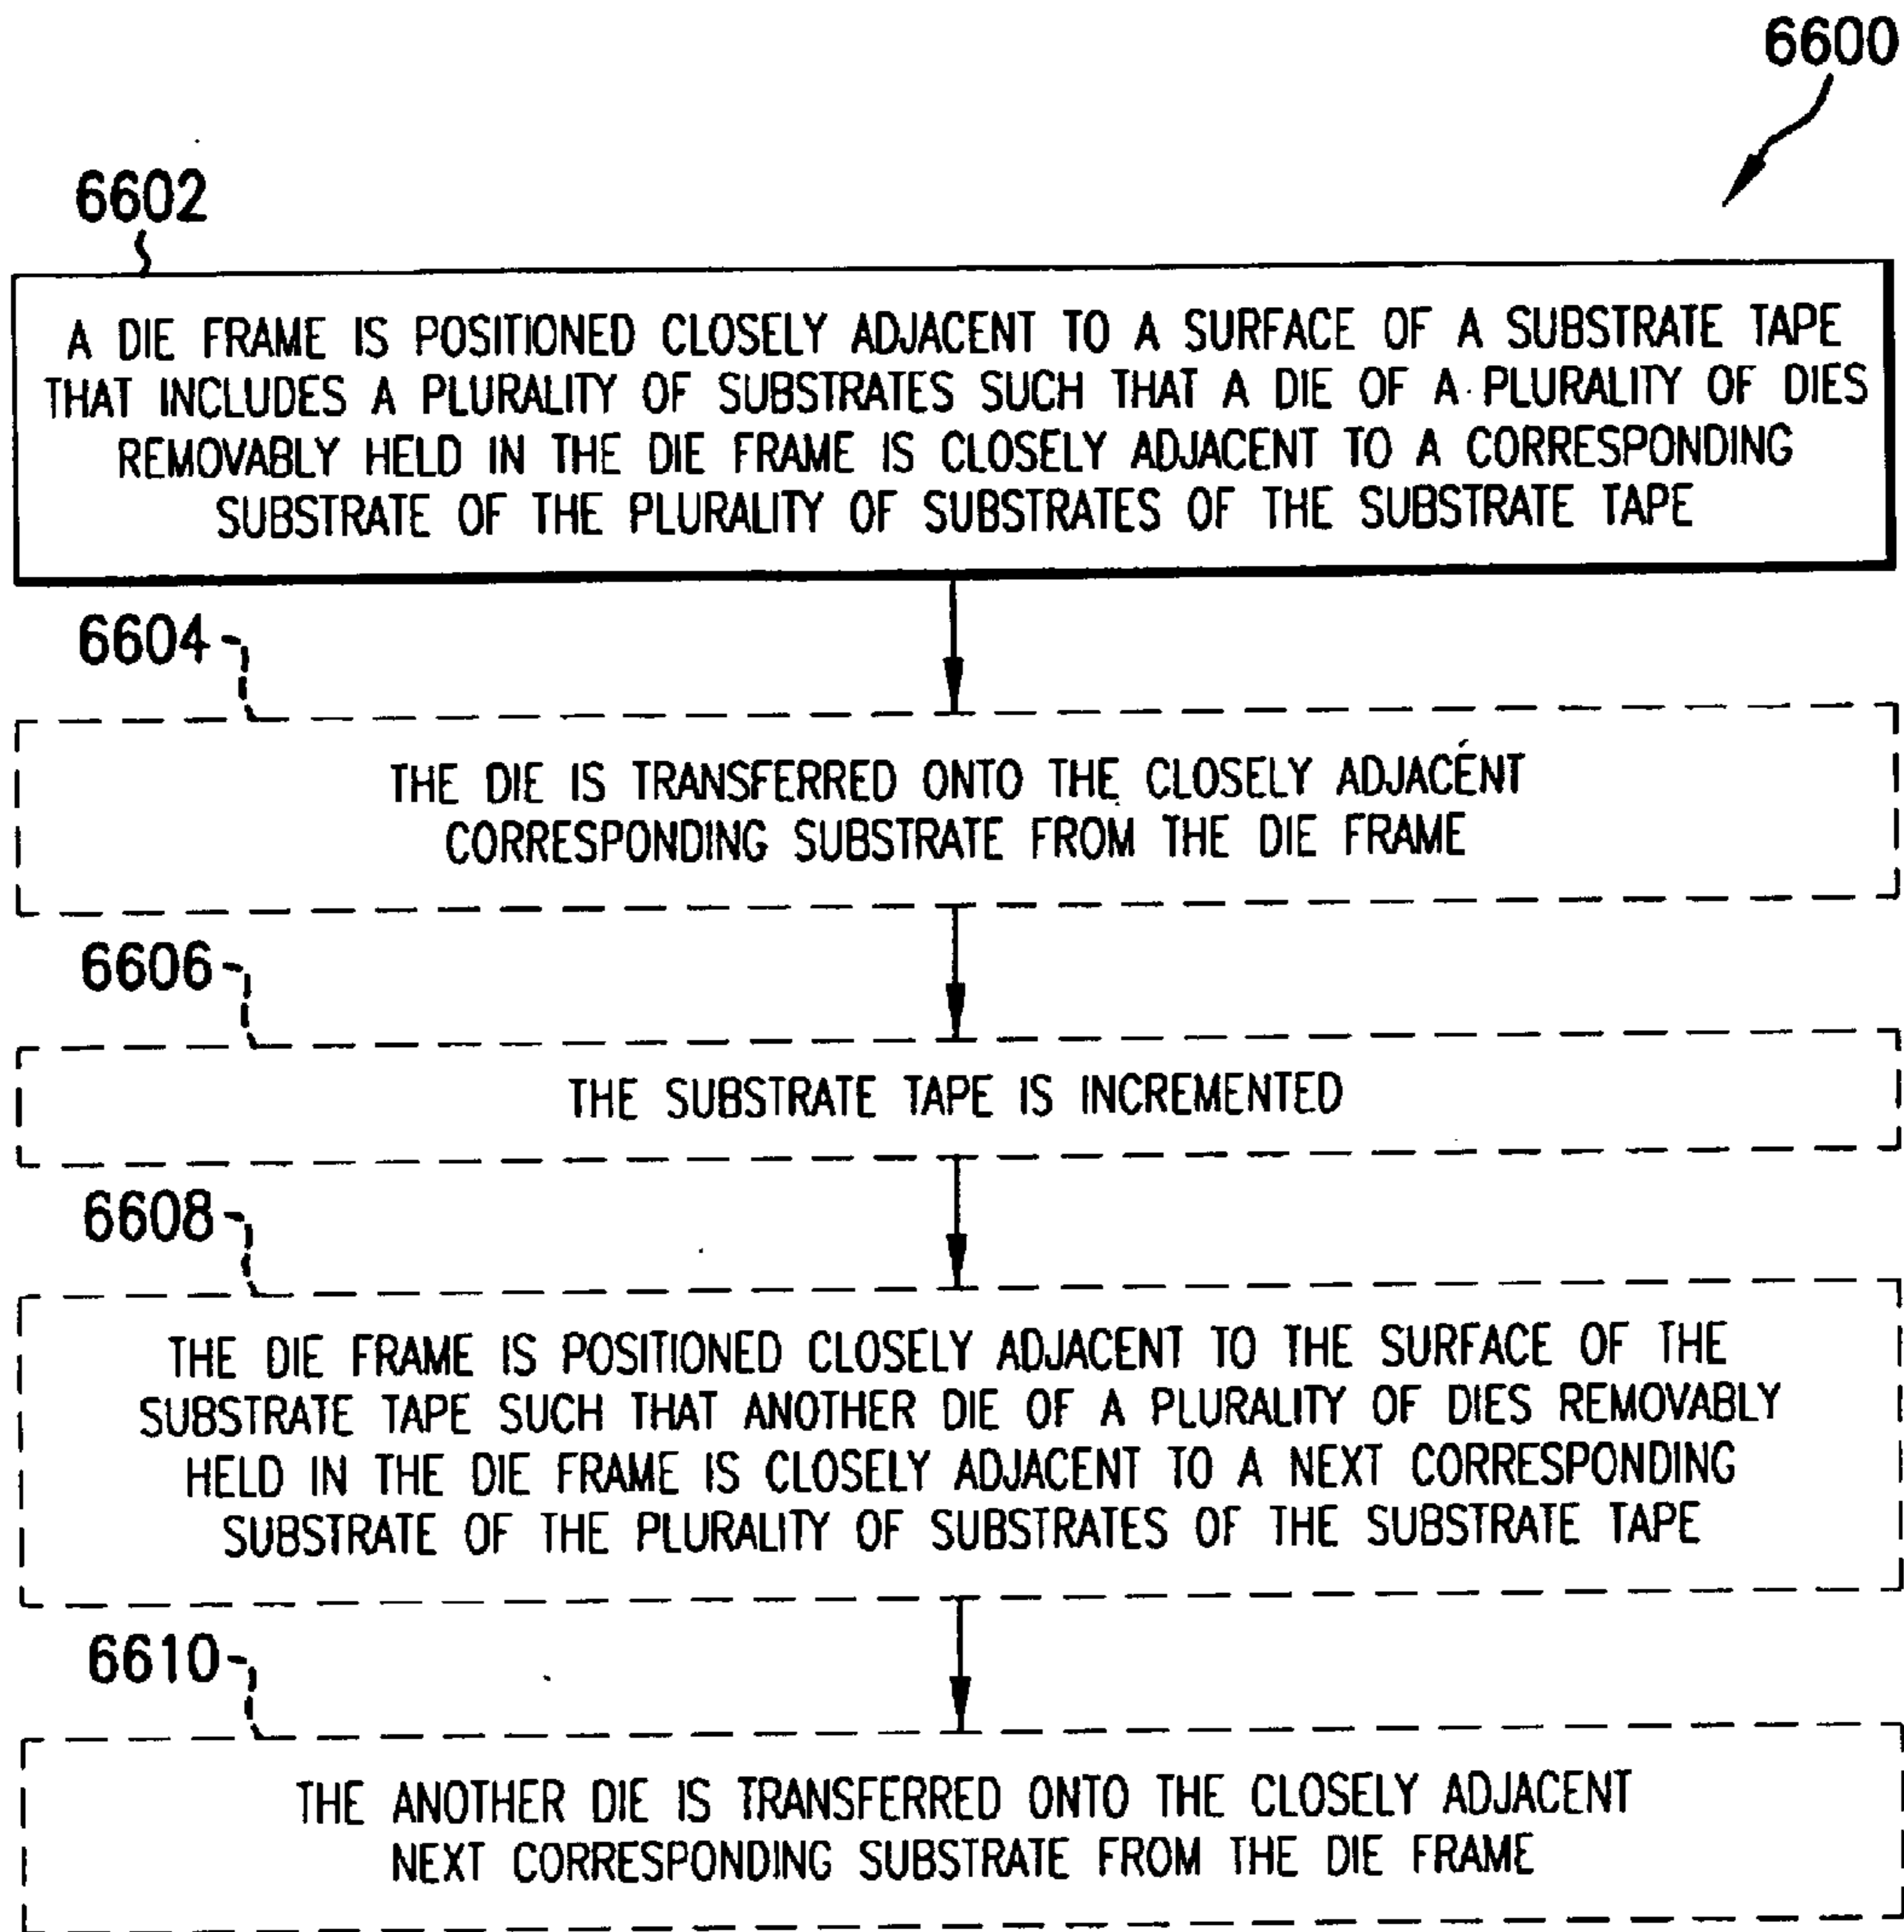 6600
6602
A DIE FRAME IS POSITIONED CLOSELY ADJACENT TO A SURFACE OF A SUBSTRATE TAPE
THAT INCLUDES A PLURALITY OF SUBSTRATES SUCH THAT A DIE OF A PLURALITY OF DIES
REMOVABLY HELD IN THE DIE FRAME IS CLOSELY ADJACENT TO A CORRESPONDING
SUBSTRATE OF THE PLURALITY OF SUBSTRATES OF THE SUBSTRATE TAPE
6604
THE DIE IS TRANSFERRED ONTO THE CLOSELY ADJACENT
CORRESPONDING SUBSTRATE FROM THE DIE FRAME
6606
THE SUBSTRATE TAPE IS INCREMENTED
6608
THE DIE FRAME IS POSITIONED CLOSELY ADJACENT TO THE SURFACE OF THE
SUBSTRATE TAPE SUCH THAT ANOTHER DIE OF A PLURALITY OF DIES REMOVABLY
HELD IN THE DIE FRAME IS CLOSELY ADJACENT TO A NEXT CORRESPONDING
SUBSTRATE OF THE PLURALITY OF SUBSTRATES OF THE SUBSTRATE TAPE
6610
THE ANOTHER DIE IS TRANSFERRED ONTO THE CLOSELY ADJACENT
NEXT CORRESPONDING SUBSTRATE FROM THE DIE FRAME